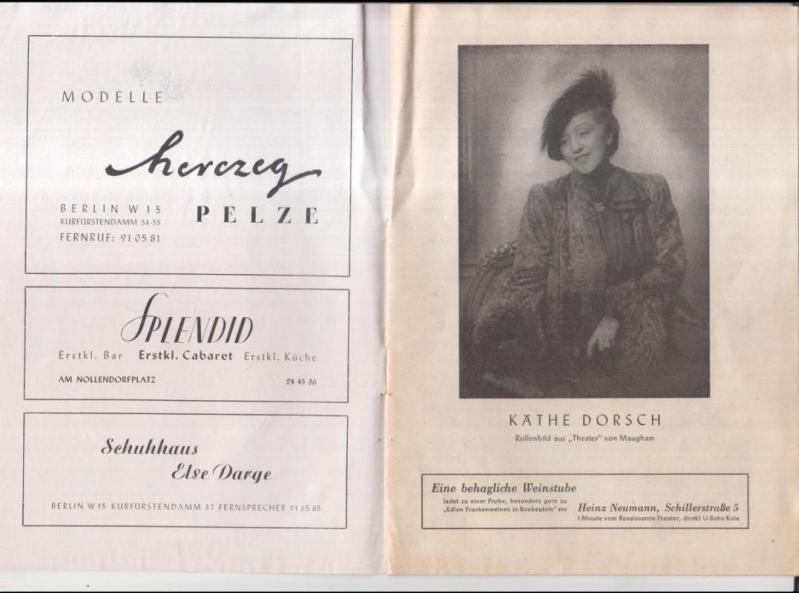 MODELLE
herczeg
BERLIN W 15
KURFÜRSTENDAMM 54-55
FERNRUF: 91 05 81
PELZE
SPLENDID
Erstkl. Bar Erstkl. Cabaret Erstkl. Küche
AM NOLLENDORFPLATZ 24 45 36
Schuhhaus
Else Darge
BERLIN W 15 KURFÜRSTENDAMM 37 FERNSPRECHER 91 65 85
KÄTHE DORSCH
Rollenbild aus „Theater" von Maugham
Eine behagliche Weinstube
ladet zu einer Probe, besonders gern zu
„Edlen Frankenweinen in Boxbeuteln" ein
Heinz Neumann, Schillerstraße 5
1 Minute vom Renaissance-Theater, direkt U-Bahn Knie